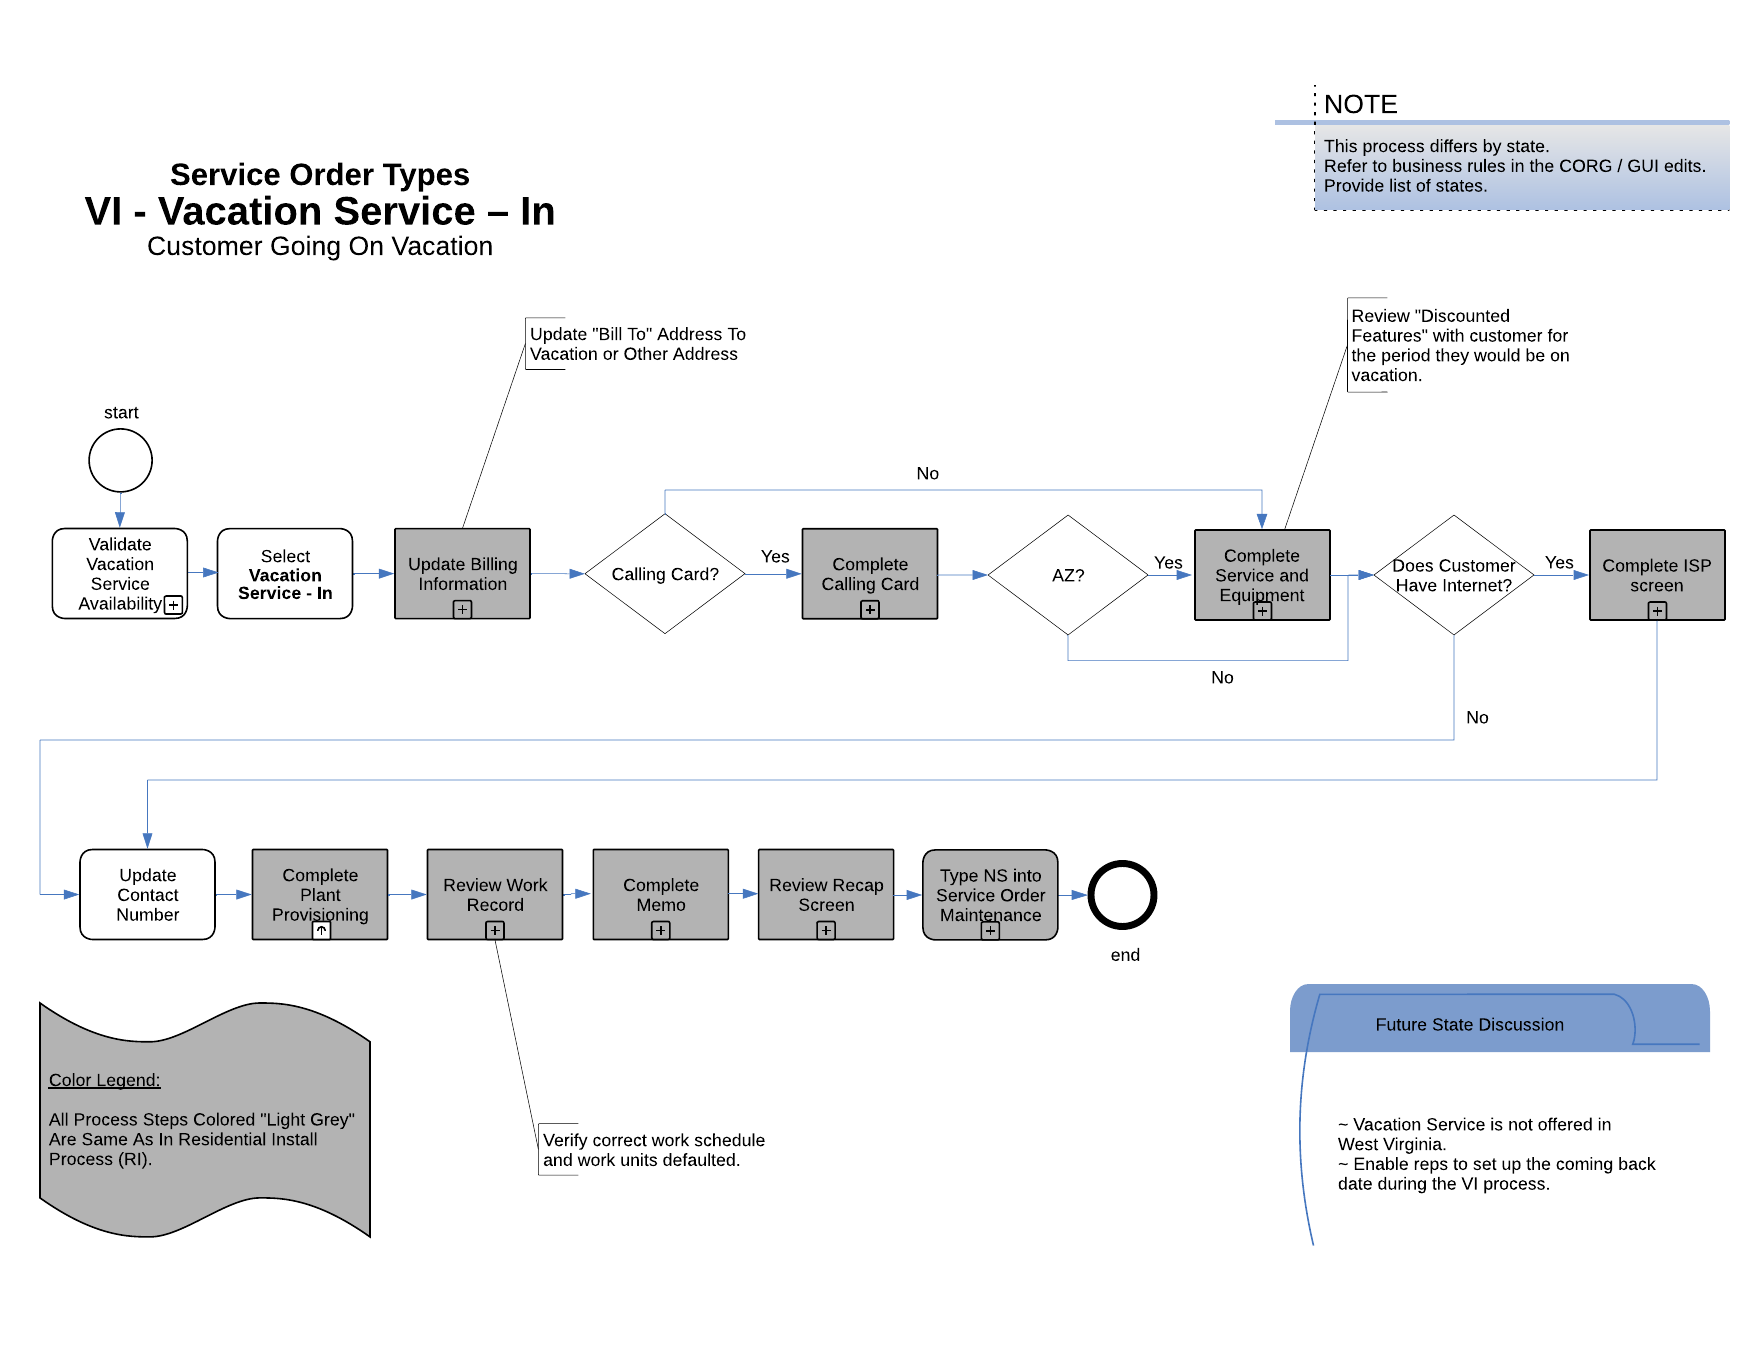 NOTE
This process differs by state.
Refer to business rules in the CORG / GUI edits.
Provide list of states.
Service Order Types
VI - Vacation Service – In
Customer Going On Vacation
Update "Bill To" Address To
Vacation or Other Address
Review "Discounted
Features" with customer for
the period they would be on
vacation.
start
No
Validate
Vacation
Service
Availability
Select
Vacation
Service - In
Update Billing
Information
Calling Card?
Yes
Complete
Calling Card
AZ?
Yes
Complete
Service and
Equipment
Does Customer
Have Internet?
Yes
Complete ISP
screen
No
No
Update
Contact
Number
Complete
Plant
Provisioning
Review Work
Record
Complete
Memo
Review Recap
Screen
Type NS into
Service Order
Maintenance
end
Color Legend:
All Process Steps Colored "Light Grey"
Are Same As In Residential Install
Process (RI).
Verify correct work schedule
and work units defaulted.
Future State Discussion
~ Vacation Service is not offered in
West Virginia.
~ Enable reps to set up the coming back
date during the VI process.